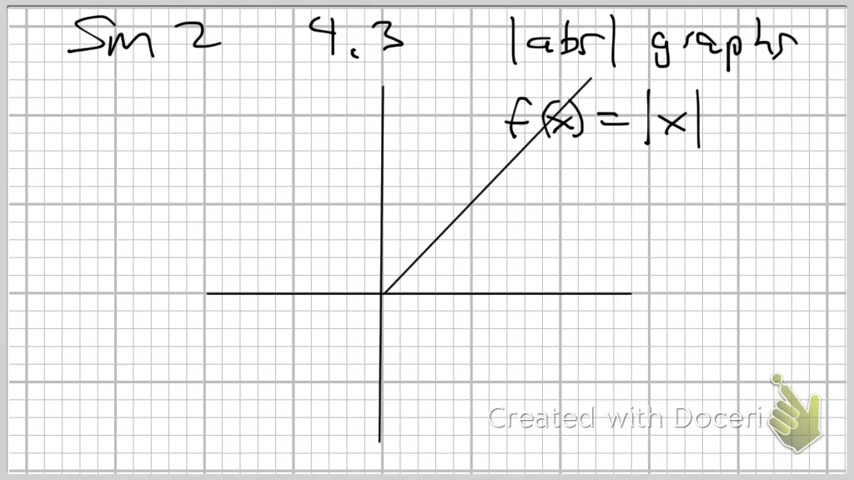 Sm 2 4.3 |abs| graphs
f(x) = |x|
Created with Doceri